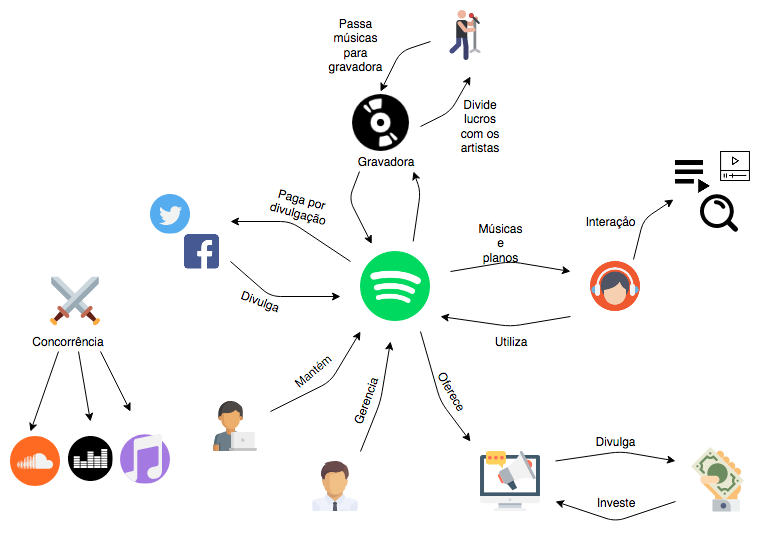 Passa
músicas
para
gravadora
Divide
lucros
com os
artistas
Gravadora
Paga por
divulgação
Músicas
e
planos
Interação
Divulga
Concorrência
Utiliza
Mantém
Gerencia
Oferece
Divulga
Investe